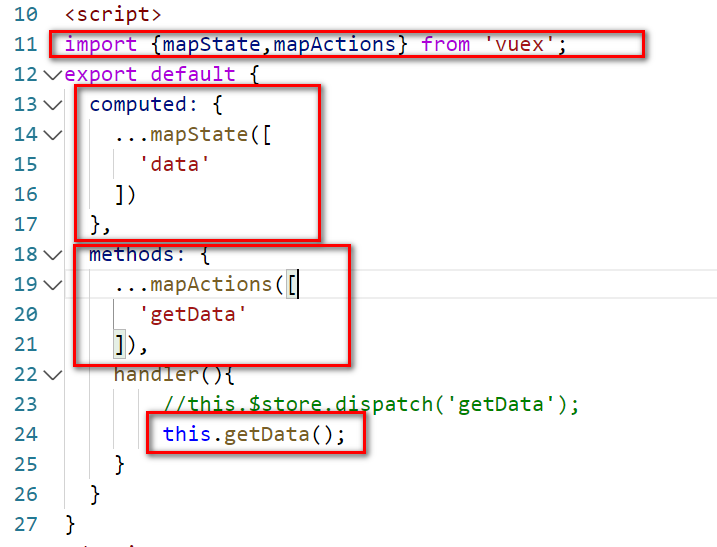 10 <script>
11 import {mapState,mapActions} from 'vuex';
12 export default {
13 computed: {
14 ...mapState([
15 'data'
16 ])
17 },
18 methods: {
19 ...mapActions([
20 'getData'
21 ]),
22 handler(){
23 //this.$store.dispatch('getData');
24 this.getData();
25 }
26 }
27 }